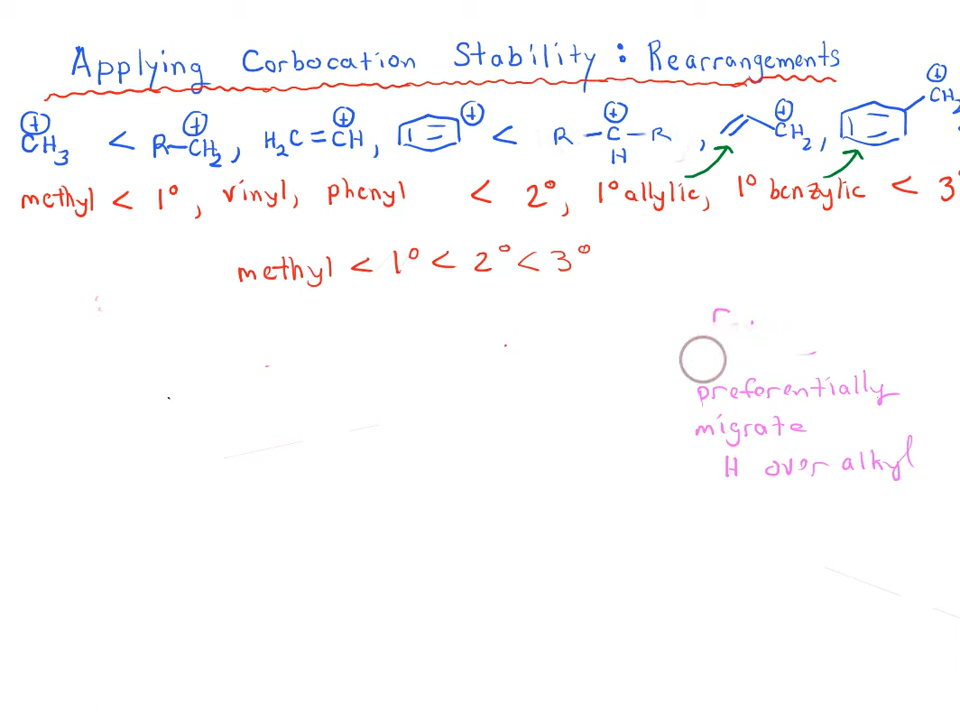 Applying Corbocation Stability : Rearrangements
⊕CH3 < R-⊕CH2, H2C=⊕CH, ⊕ < R-⊕C-R, ⊕CH2, ⊕CH2
H
methyl < 1°, vinyl, phenyl < 2°, 1° allylic, 1° benzylic < 3°
methyl < 1° < 2° < 3°
r
preferentially
migrate
H over alkyl